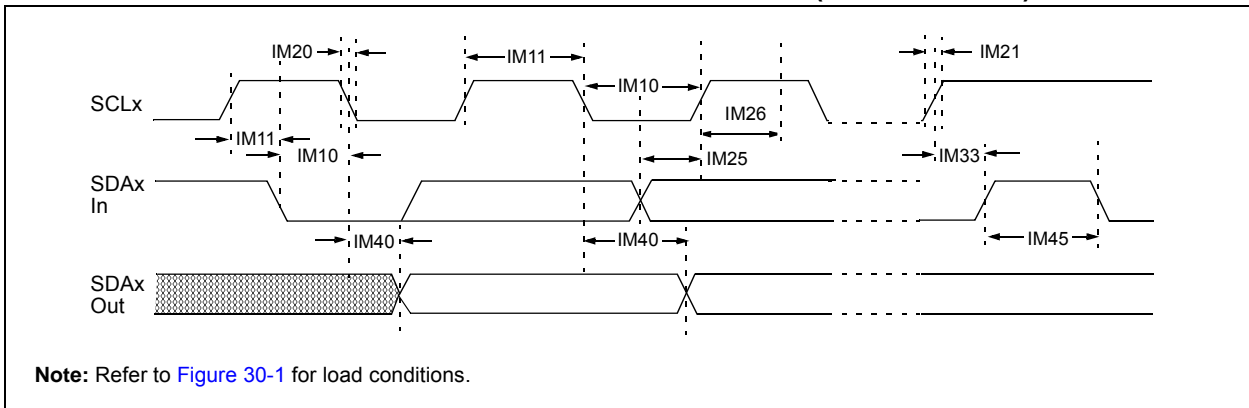 IM20
IM11
IM21
IM10
SCLx
IM26
IM11
IM10
IM25
IM33
SDAx
In
IM40
IM40
IM45
SDAx
Out
Note: Refer to Figure 30-1 for load conditions.